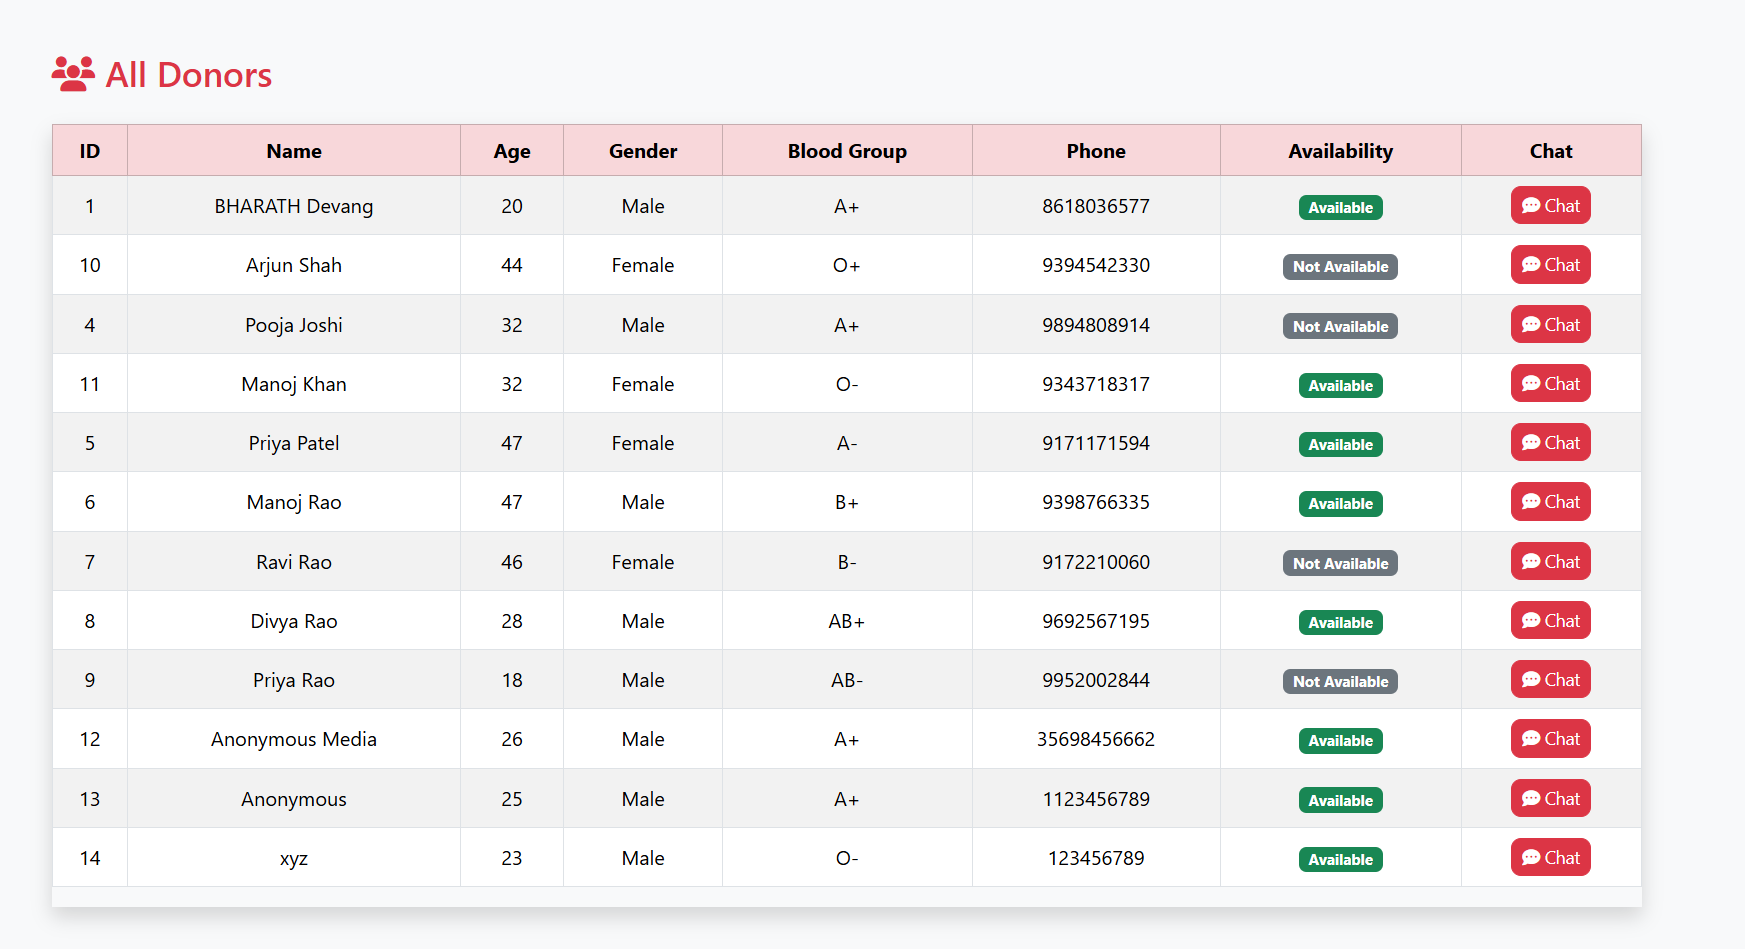 All Donors
ID Name Age Gender Blood Group Phone Availability Chat
1 BHARATH Devang 20 Male A+ 8618036577 Available Chat
10 Arjun Shah 44 Female O+ 9394542330 Not Available Chat
4 Pooja Joshi 32 Male A+ 9894808914 Not Available Chat
11 Manoj Khan 32 Female O- 9343718317 Available Chat
5 Priya Patel 47 Female A- 9171171594 Available Chat
6 Manoj Rao 47 Male B+ 9398766335 Available Chat
7 Ravi Rao 46 Female B- 9172210060 Not Available Chat
8 Divya Rao 28 Male AB+ 9692567195 Available Chat
9 Priya Rao 18 Male AB- 9952002844 Not Available Chat
12 Anonymous Media 26 Male A+ 35698456662 Available Chat
13 Anonymous 25 Male A+ 1123456789 Available Chat
14 xyz 23 Male O- 123456789 Available Chat